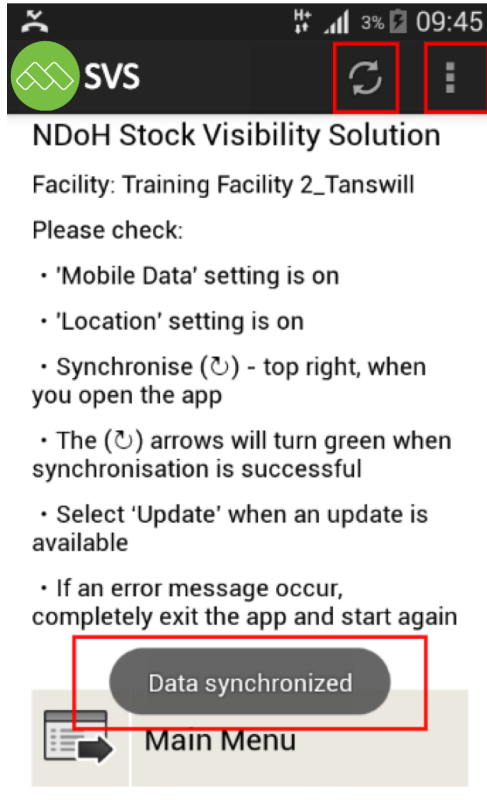 H+ 3% 09:45
SVS
NDoH Stock Visibility Solution
Facility: Training Facility 2_Tanswill
Please check:
• 'Mobile Data' setting is on
• 'Location' setting is on
• Synchronise (↻) - top right, when
you open the app
• The (↻) arrows will turn green when
synchronisation is successful
• Select ‘Update’ when an update is
available
• If an error message occur,
completely exit the app and start again
Data synchronized
Main Menu